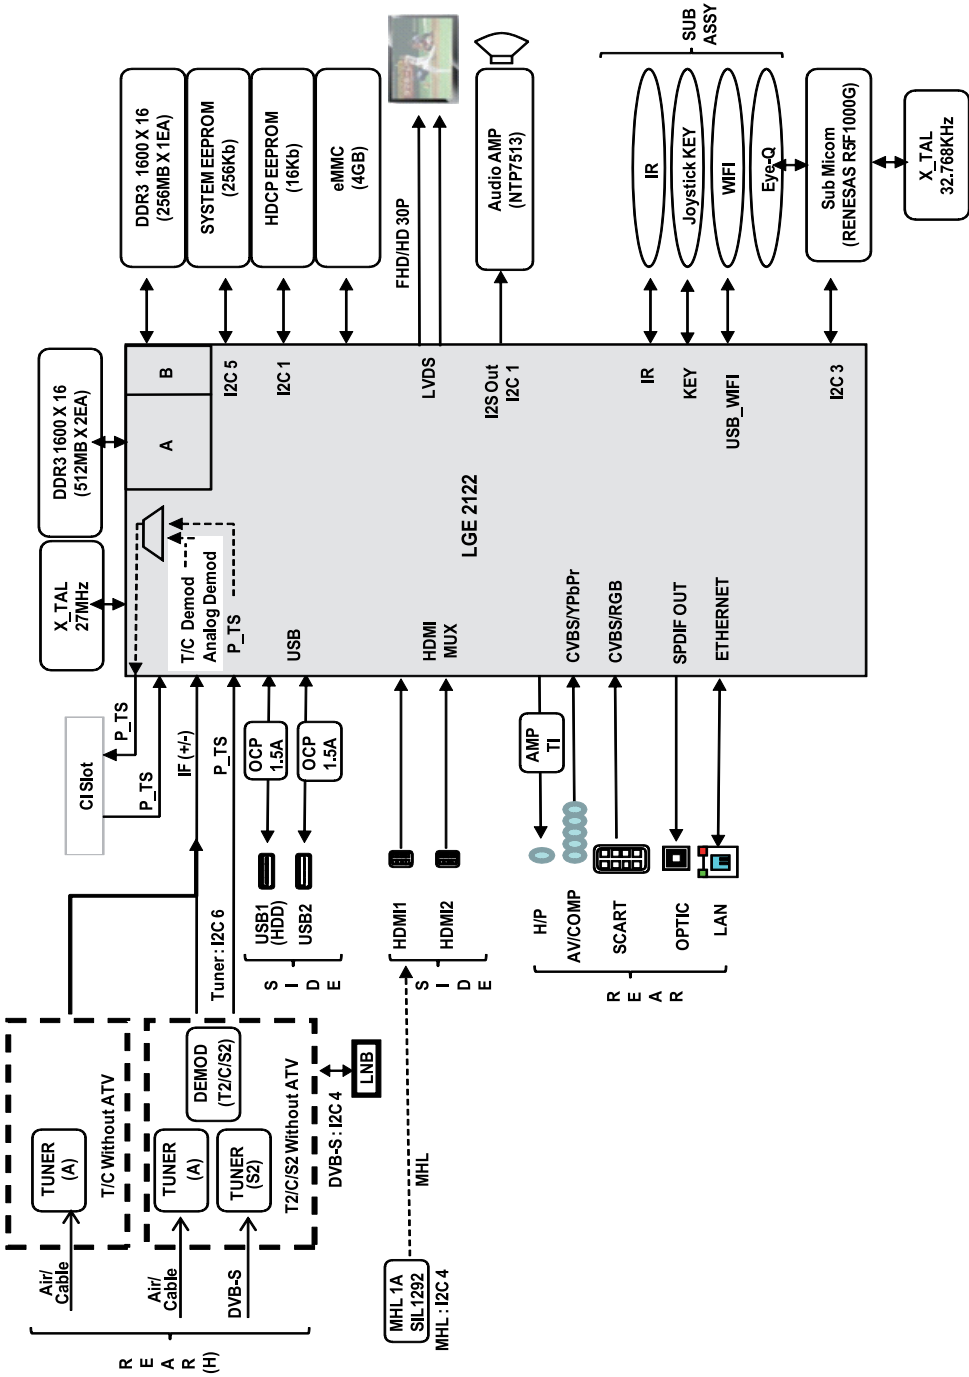 REAR
(H)
Air/
Cable
TUNER
(A)
T/C Without ATV
Air/
Cable
DVB-S
TUNER
(A)
TUNER
(S2)
DEMOD
(T2/C/S2)
T2/C/S2 Without ATV
DVB-S : I2C 4
LNB
MHL 1A
SIL1292
MHL : I2C 4
MHL
Tuner : I2C 6
CI Slot
P_TS
P_TS
IF (+/-)
P_TS
SIDE
USB1
(HDD)
USB2
OCP
1.5A
OCP
1.5A
SIDE
HDMI1
HDMI2
REAR
H/P
AV/COMP
SCART
OPTIC
LAN
AMP
TI
X_TAL
27MHz
DDR3 1600 X 16
(512MB X 2EA)
T/C Demod
Analog Demod
P_TS
USB
HDMI
MUX
CVBS/YPbPr
CVBS/RGB
SPDIF OUT
ETHERNET
LGE 2122
A
B
I2C 5
I2C 1
LVDS
I2S Out
I2C 1
IR
KEY
USB_WIFI
I2C 3
DDR3 1600 X 16
(256MB X 1EA)
SYSTEM EEPROM
(256Kb)
HDCP EEPROM
(16Kb)
eMMC
(4GB)
FHD/HD 30P
Audio AMP
(NTP7513)
SUB
ASSY
IR
Joystick KEY
WIFI
Eye-Q
Sub Micom
(RENESAS R5F1000G)
X_TAL
32.768KHz